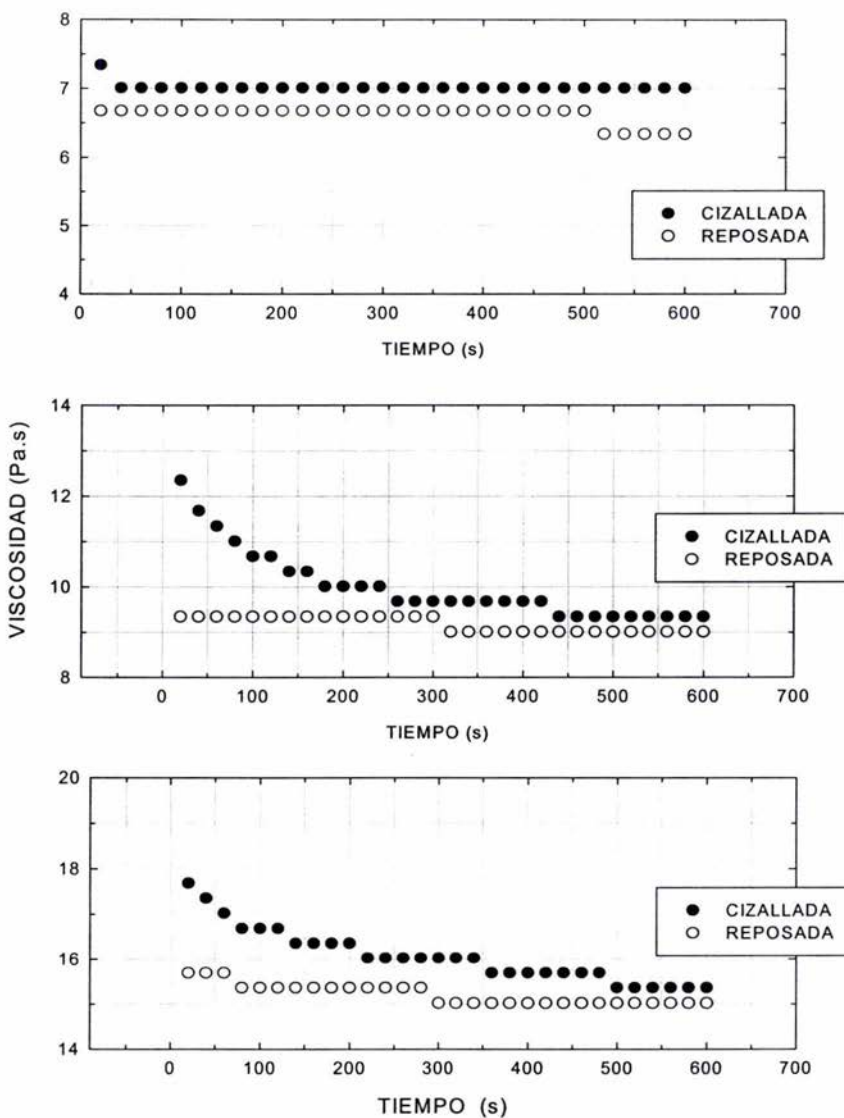 8
7
6
5
4
0 100 200 300 400 500 600 700
CIZALLADA
REPOSADA
TIEMPO (s)
VISCOSIDAD (Pa.s)
14
12
10
8
0 100 200 300 400 500 600 700
CIZALLADA
REPOSADA
TIEMPO (s)
20
18
16
14
0 100 200 300 400 500 600 700
CIZALLADA
REPOSADA
TIEMPO (s)